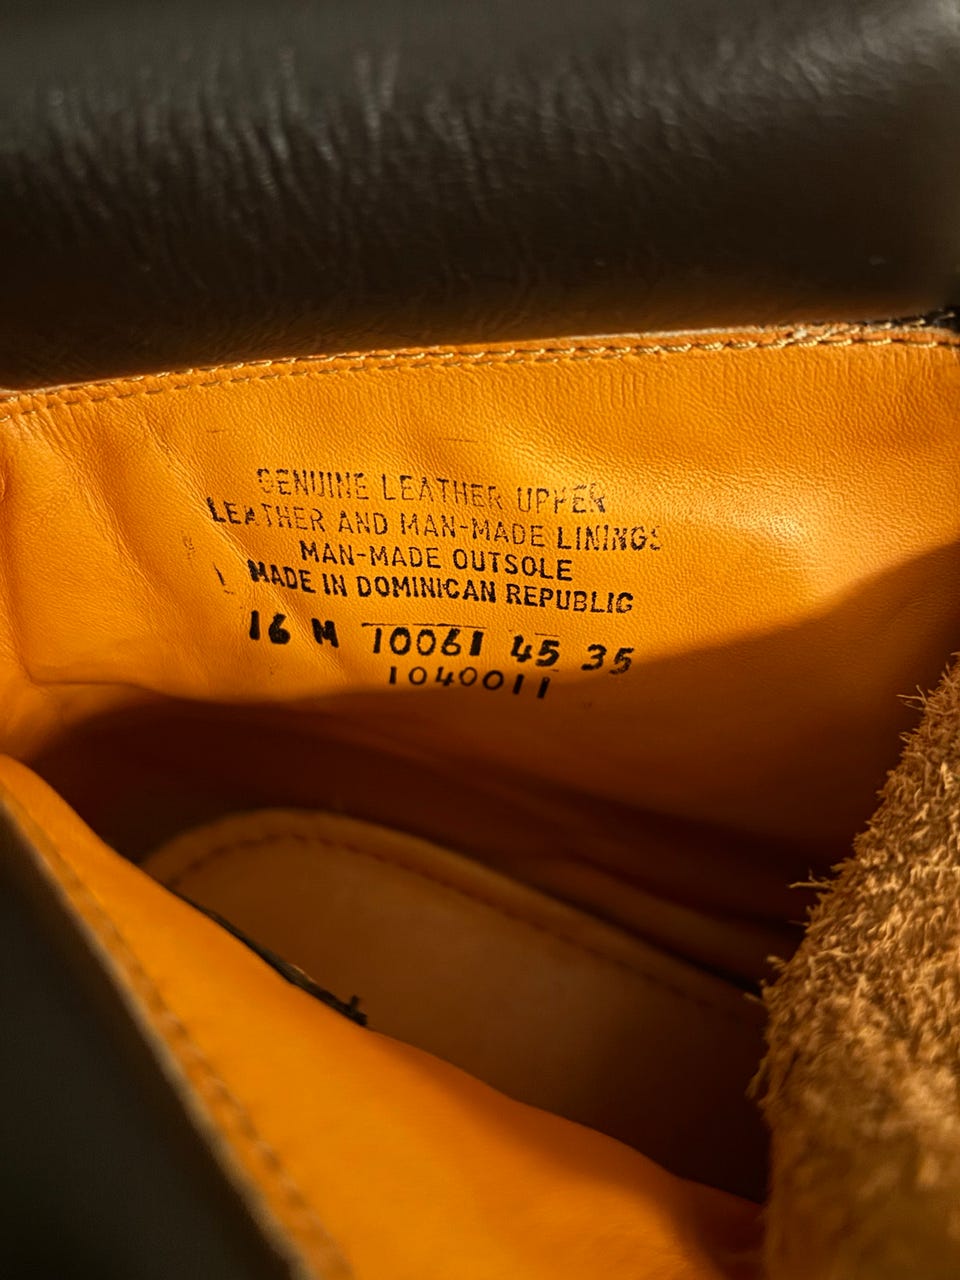 GENUINE LEATHER UPPER
LEATHER AND MAN-MADE LININGS
MAN-MADE OUTSOLE
MADE IN DOMINICAN REPUBLIC
16 M 10061 45 35
1040011